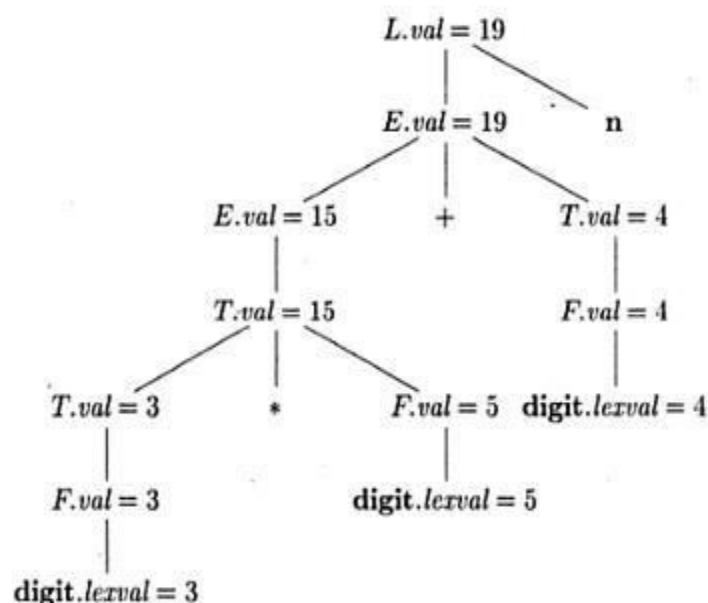 L.val = 19
E.val = 19 n
E.val = 15 + T.val = 4
T.val = 15 F.val = 4
T.val = 3 * F.val = 5 digit.lexval = 4
F.val = 3 digit.lexval = 5
digit.lexval = 3